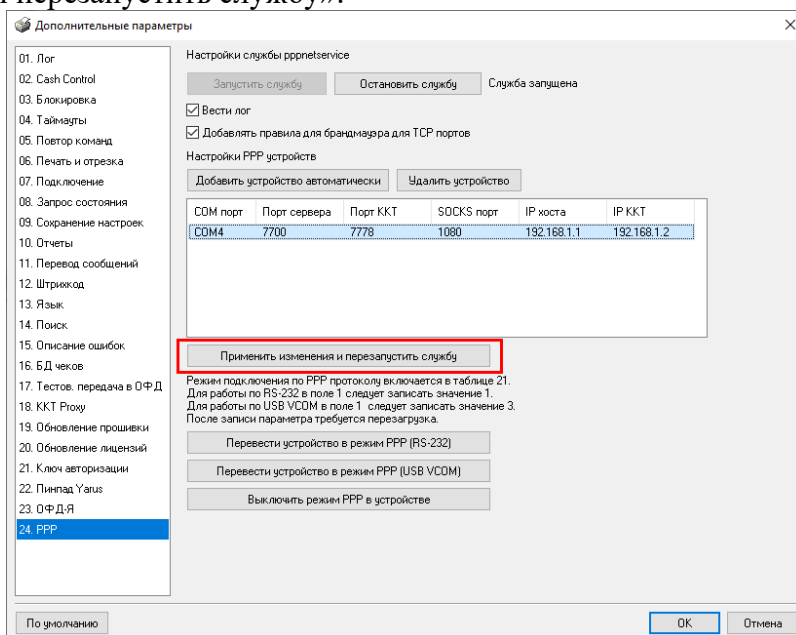 перезапустить службу».
Дополнительные параметры
01. Лог
02. Cash Control
03. Блокировка
04. Таймауты
05. Повтор команд
06. Печать и отрезка
07. Подключение
08. Запрос состояния
09. Сохранение настроек
10. Отчеты
11. Перевод сообщений
12. Штрихкод
13. Язык
14. Поиск
15. Описание ошибок
16. БД чеков
17. Тестов. передача в ОФД
18. ККТ Proxy
19. Обновление прошивки
20. Обновление лицензий
21. Ключ авторизации
22. Пинпад Yarus
23. ОФД-Я
24. PPP
Настройки службы pppnetservice
Запустить службу Остановить службу Служба запущена
Вести лог
Добавлять правила для брандмауэра для TCP портов
Настройки PPP устройств
Добавить устройство автоматически Удалить устройство
COM порт Порт сервера Порт ККТ SOCKS порт IP хоста IP ККТ
COM4 7700 7778 1080 192.168.1.1 192.168.1.2
Применить изменения и перезапустить службу
Режим подключения по PPP протоколу включается в таблице 21.
Для работы по RS-232 в поле 1 следует записать значение 1.
Для работы по USB VCOM в поле 1 следует записать значение 3.
После записи параметра требуется перезагрузка.
Перевести устройство в режим PPP (RS-232)
Перевести устройство в режим PPP (USB VCOM)
Выключить режим PPP в устройстве
По умолчанию OK Отмена